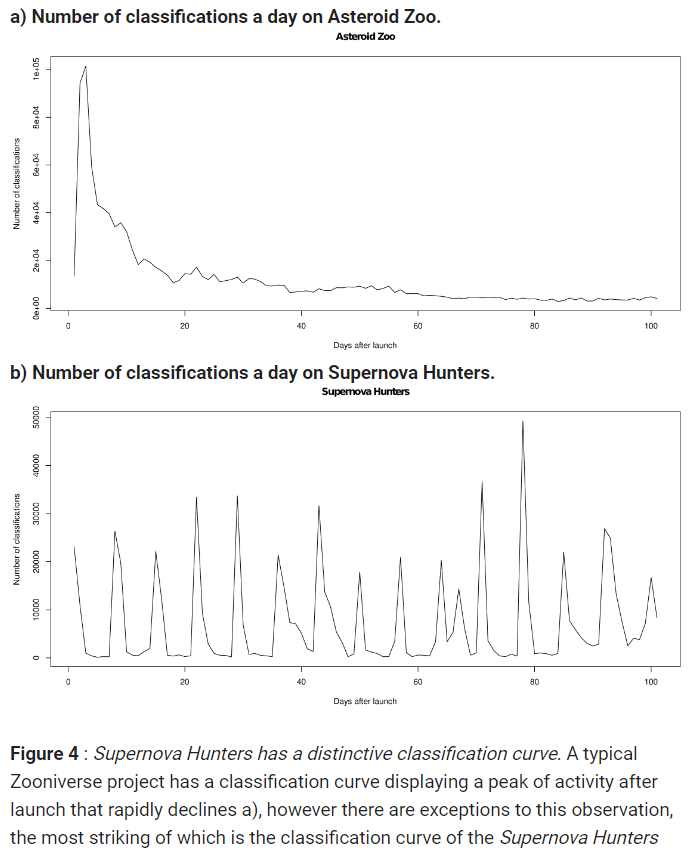 a) Number of classifications a day on Asteroid Zoo.
Asteroid Zoo
Number of classifications
1e+05
8e+04
6e+04
4e+04
2e+04
0e+00
0 20 40 60 80 100
Days after launch
b) Number of classifications a day on Supernova Hunters.
Supernova Hunters
Number of classifications
50000
40000
30000
20000
10000
0
0 20 40 60 80 100
Days after launch
Figure 4 : Supernova Hunters has a distinctive classification curve. A typical
Zooniverse project has a classification curve displaying a peak of activity after
launch that rapidly declines a), however there are exceptions to this observation,
the most striking of which is the classification curve of the Supernova Hunters